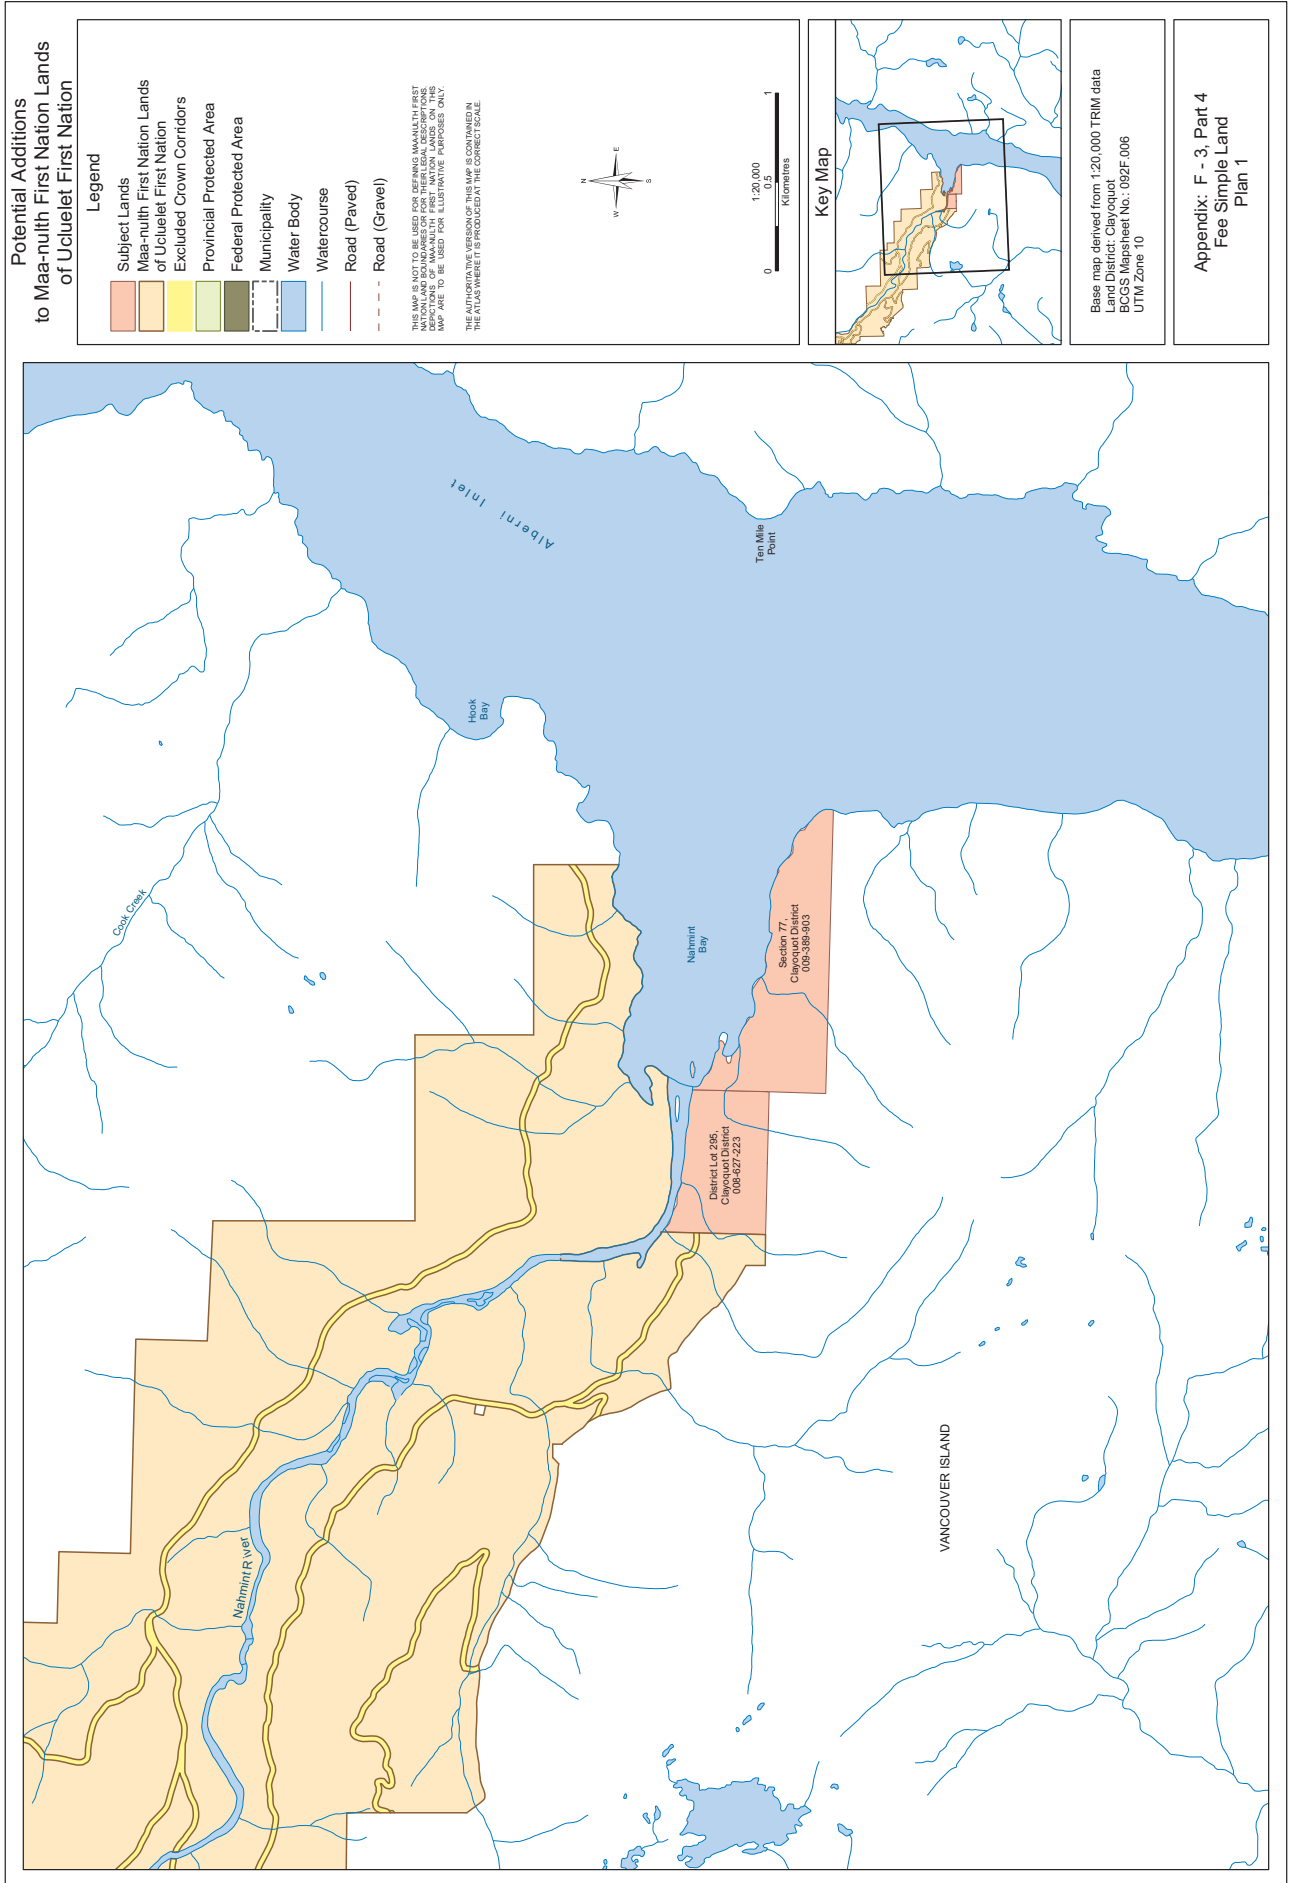 Potential Additions
to Maa-nulth First Nation Lands
of Ucluelet First Nation
Legend
Subject Lands
Maa-nulth First Nation Lands
of Ucluelet First Nation
Excluded Crown Corridors
Provincial Protected Area
Federal Protected Area
Municipality
Water Body
Watercourse
Road (Paved)
Road (Gravel)
THIS MAP IS NOT TO BE USED FOR DEFINING MAA-NULTH FIRST
NATION LAND BOUNDARIES OR FOR THEIR LEGAL DESCRIPTIONS.
DEPICTIONS OF MAA-NULTH FIRST NATION LANDS ON THIS
MAP ARE TO BE USED FOR ILLUSTRATIVE PURPOSES ONLY.
THE AUTHORITATIVE VERSION OF THIS MAP IS CONTAINED IN
THE ATLAS WHERE IT IS PRODUCED AT THE CORRECT SCALE.
N
W E
S
1:20,000
0 0.5 1
Kilometres
Key Map
Base map derived from 1:20,000 TRIM data
Land District: Clayoquot
BCGS Mapsheet No.: 092F.006
UTM Zone 10
Appendix: F - 3, Part 4
Fee Simple Land
Plan 1
Cook Creek
Alberni Inlet
Hook
Bay
Ten Mile
Point
Nahmint
Bay
Section 77,
Clayoquot District
009-389-903
District Lot 295,
Clayoquot District
008-627-223
Nahmint River
VANCOUVER ISLAND